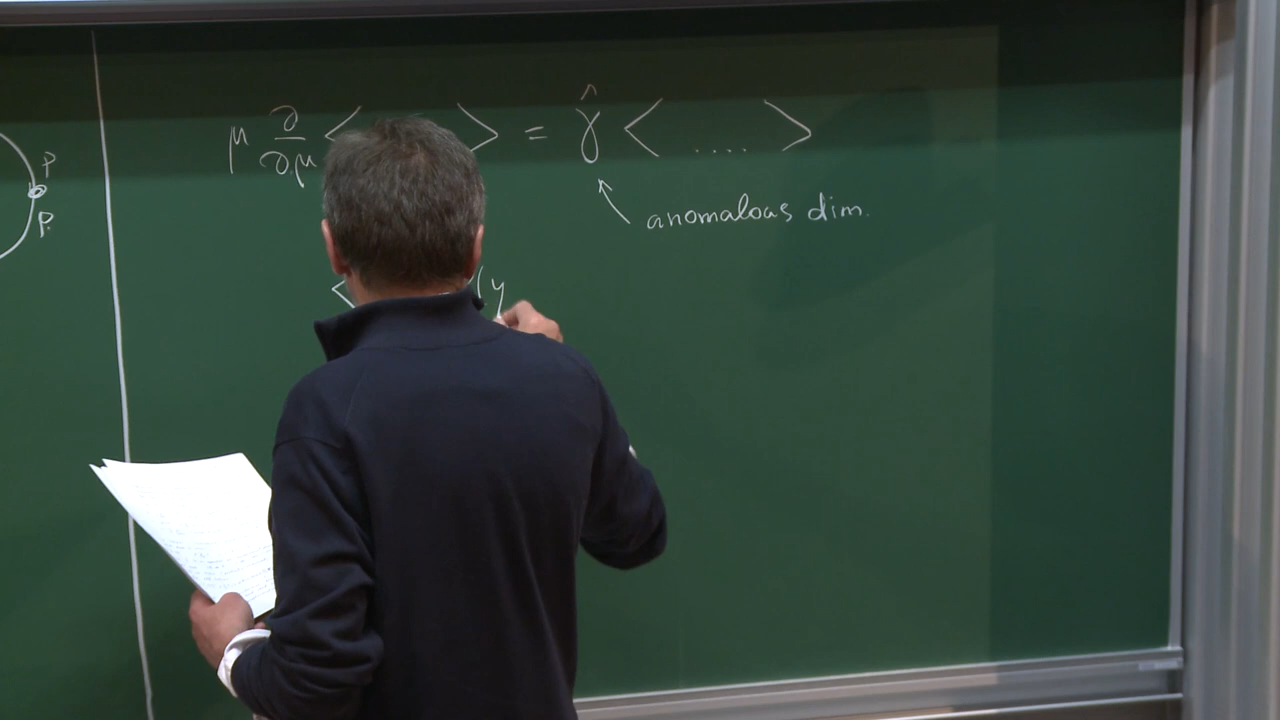 μ ∂/∂μ < > = γ̂ < .... >
P
P
anomalous dim.
< (y